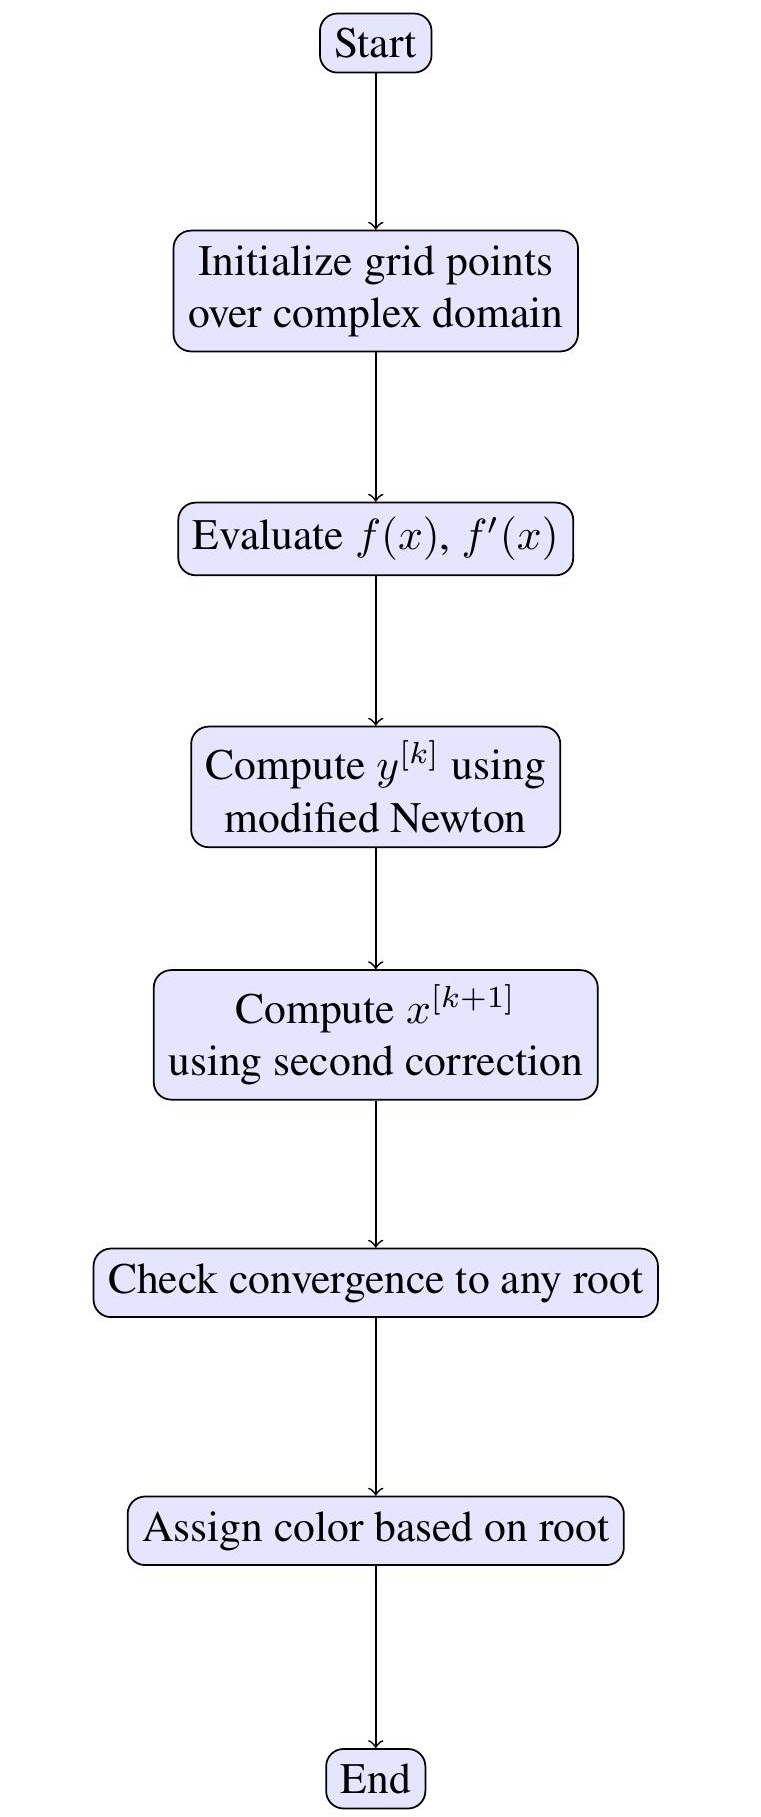 Start
Initialize grid points
over complex domain
Evaluate $f(x)$, $f'(x)$
Compute $y^{[k]}$ using
modified Newton
Compute $x^{[k+1]}$
using second correction
Check convergence to any root
Assign color based on root
End